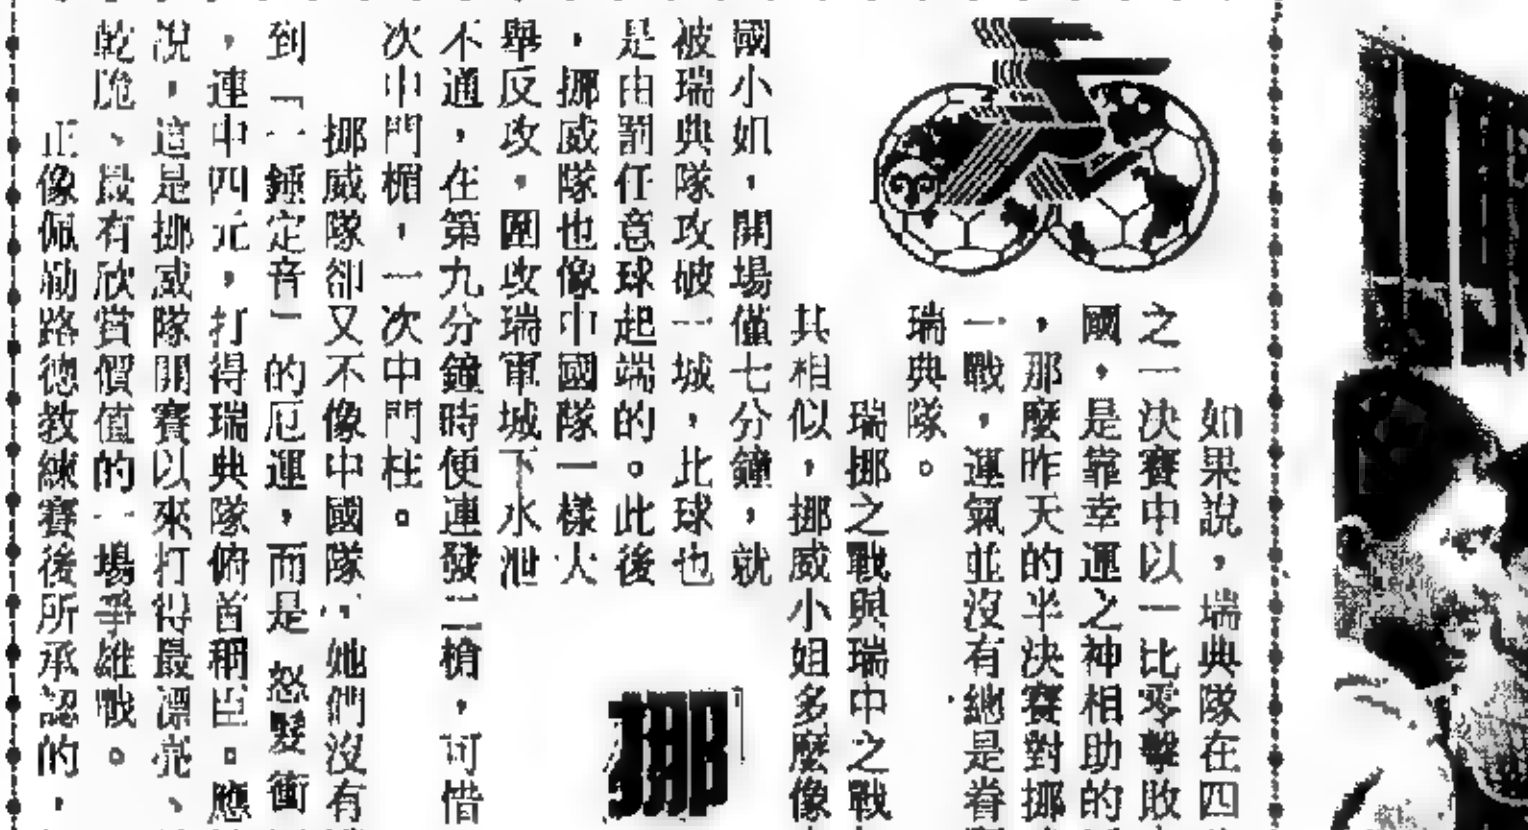 如果說，瑞典隊在四
之一決賽中以一比零擊敗
國，是靠幸運之神相助的
，那麼昨天的半決賽對挪
一戰，運氣並沒有總是眷
瑞典隊。
瑞挪之戰與瑞中之戰
其相似，挪威小姐多麼像
國小姐，開場僅七分鐘，就
被瑞典隊攻破一城，此球也
是由罰任意球起端的。此後
，挪威隊也像中國隊一樣大
舉反攻，圍攻瑞軍城下水泄
不通，在第九分鐘時便連發二槍，可惜
次中門楣，一次中門柱。
挪威隊卻又不像中國隊，她們沒有
到「一錘定音」的厄運，而是怒髮衝
，連中四元，打得瑞典隊俯首稱臣。應
說，這是挪威隊開賽以來打得最漂亮、
乾脆、最有欣賞價值的一場爭雄戰。
正像佩勒路德教練賽後所承認的，
挪